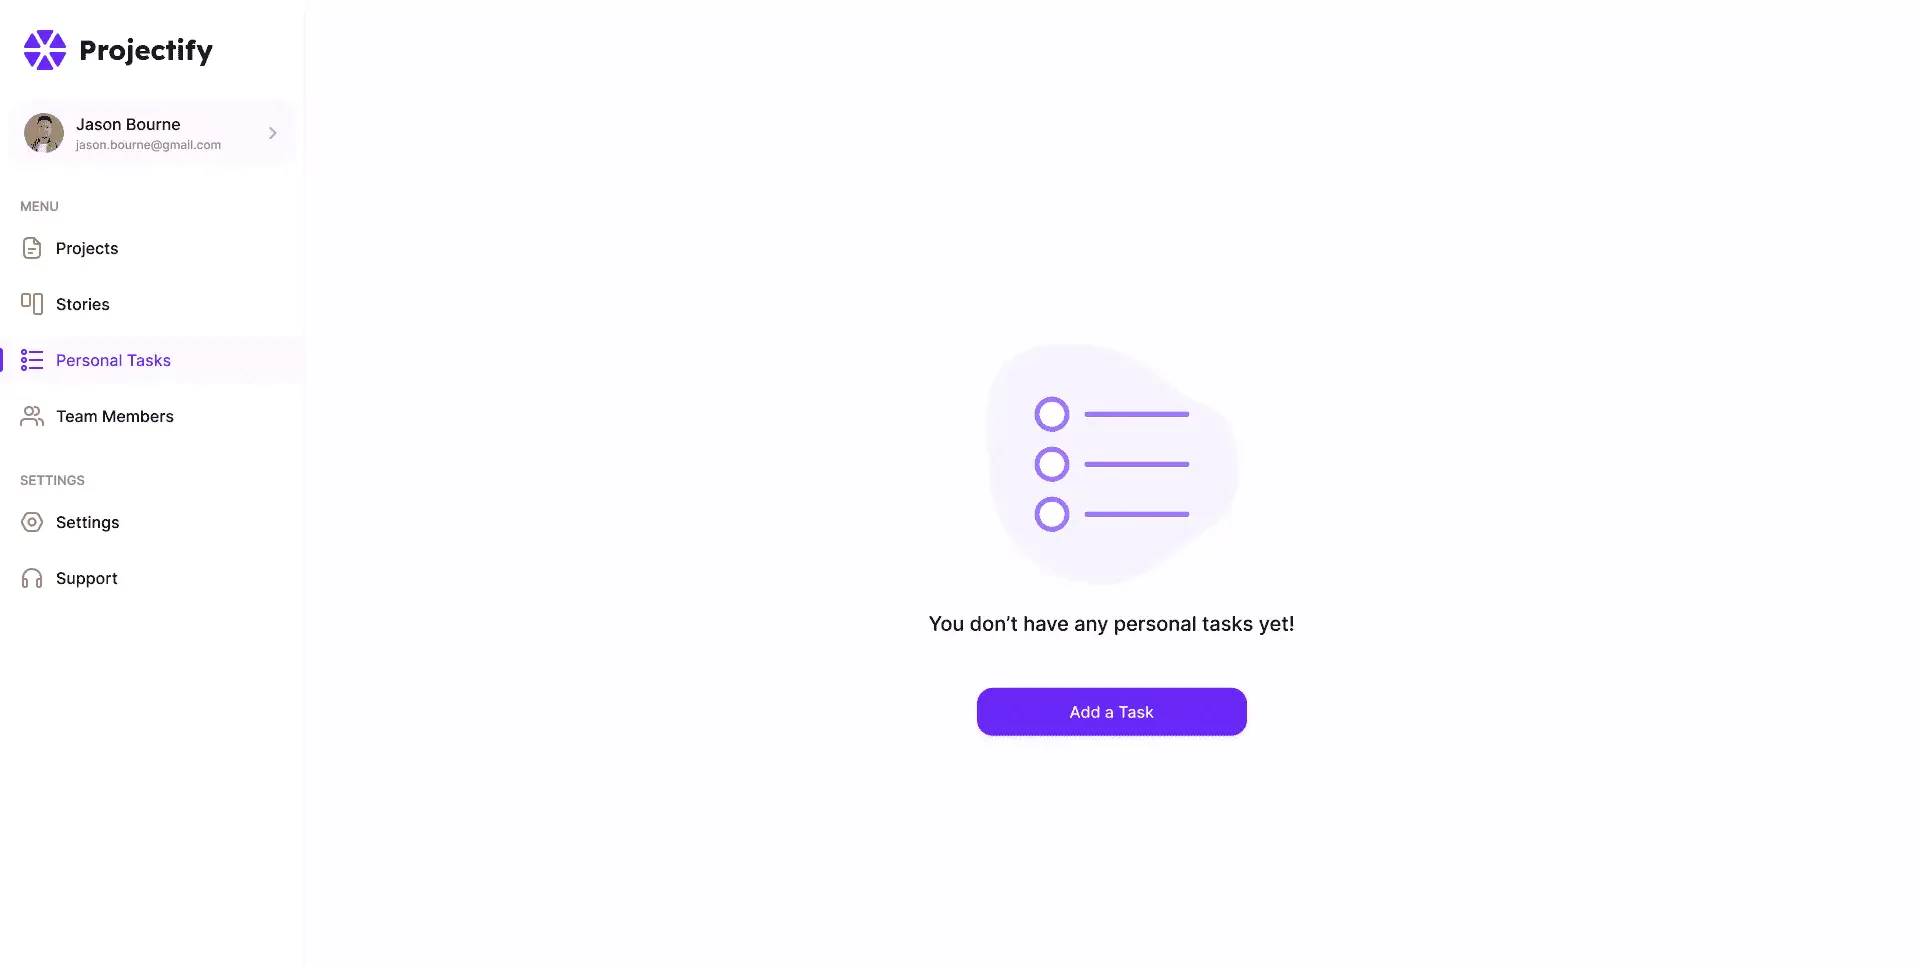 Projectify
Jason Bourne
jason.bourne@gmail.com
MENU
Projects
Stories
Personal Tasks
Team Members
SETTINGS
Settings
Support
You don’t have any personal tasks yet!
Add a Task